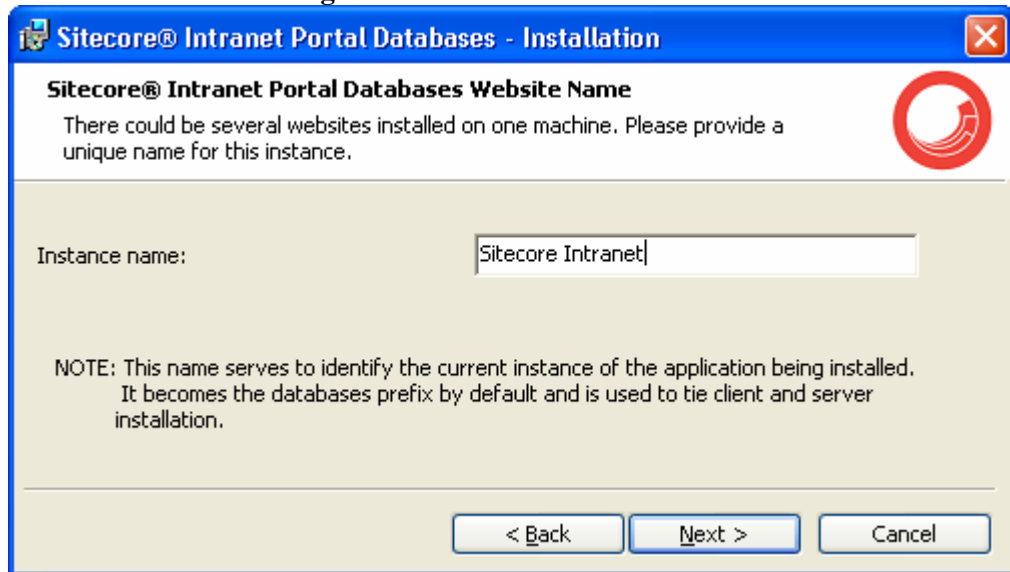 Sitecore® Intranet Portal Databases - Installation
Sitecore® Intranet Portal Databases Website Name
There could be several websites installed on one machine. Please provide a
unique name for this instance.
Instance name:
Sitecore Intranet
NOTE: This name serves to identify the current instance of the application being installed.
It becomes the databases prefix by default and is used to tie client and server
installation.
< Back
Next >
Cancel